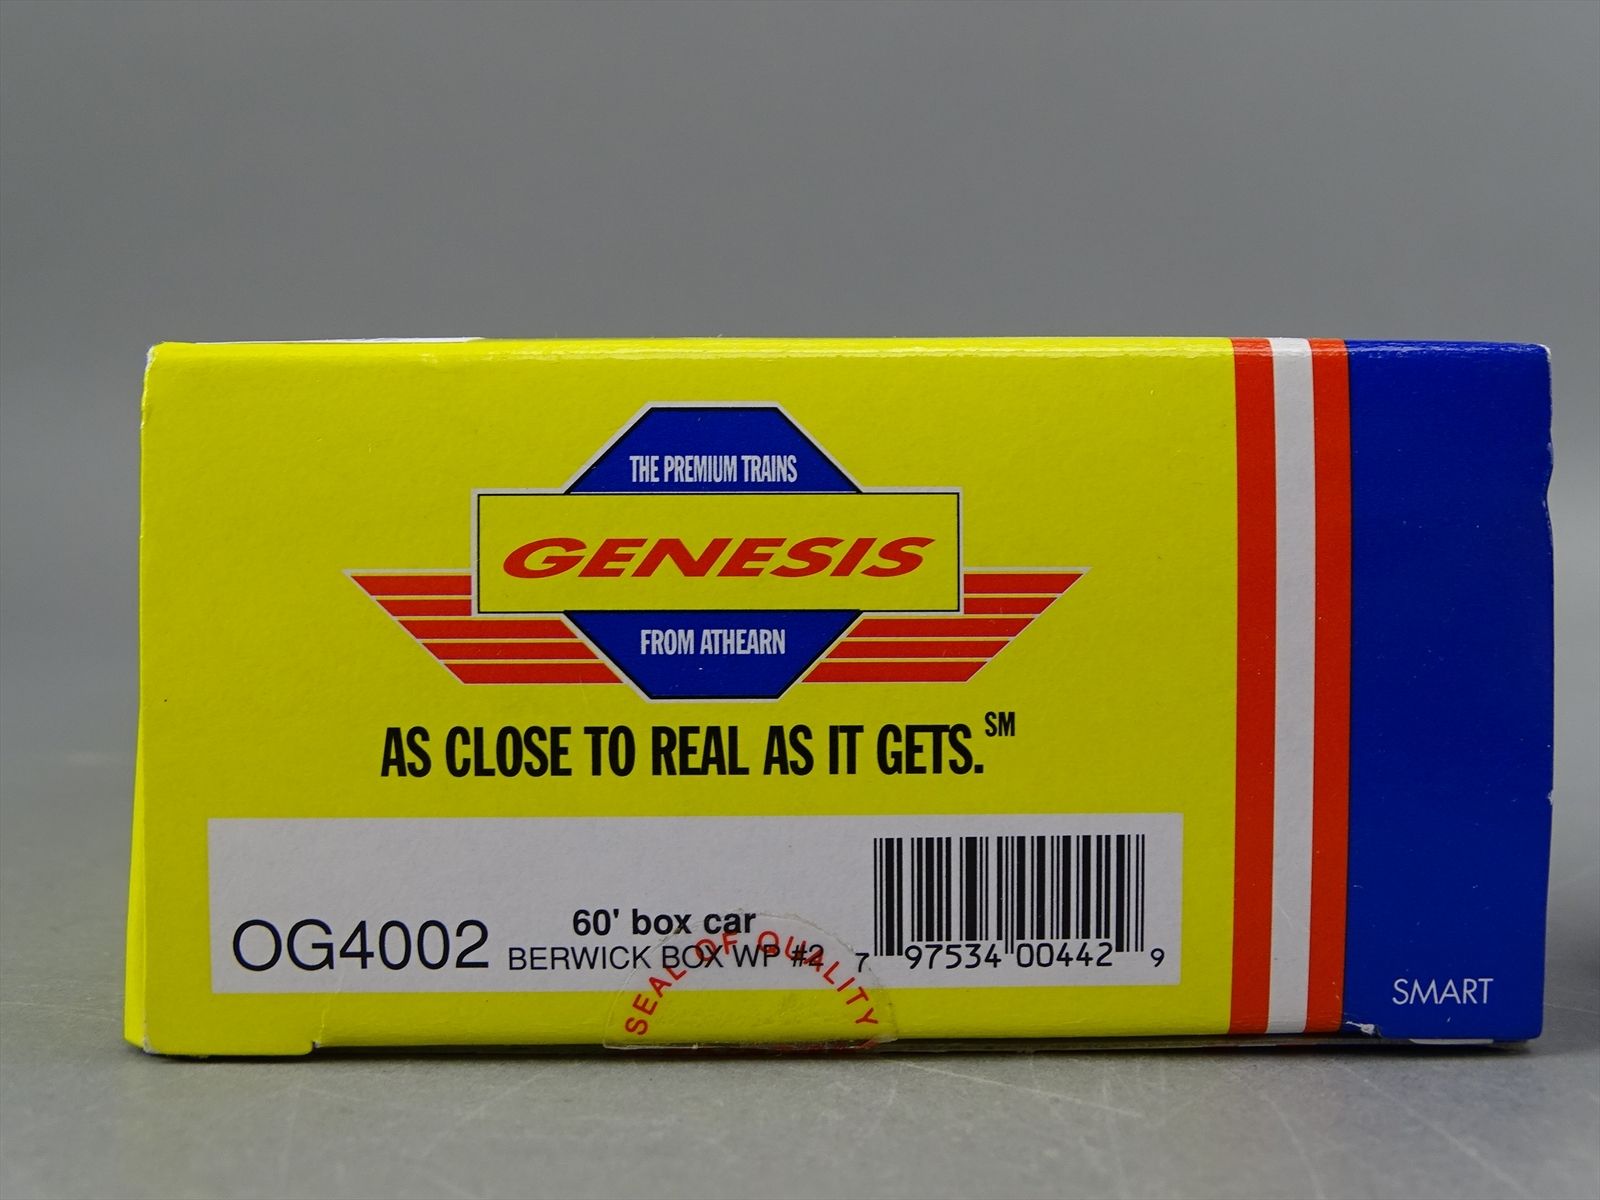 THE PREMIUM TRAINS
GENESIS
FROM ATHEARN
AS CLOSE TO REAL AS IT GETS.SM
OG4002
60' box car
BERWICK BOX WP #2
7 97534 00442 9
SEAL OF QUALITY
SMART